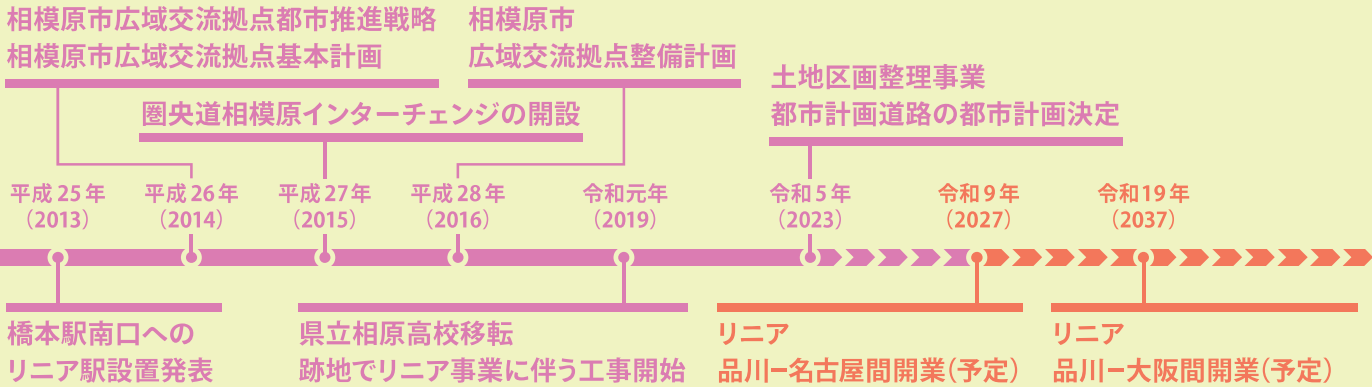 相模原市広域交流拠点都市推進戦略
相模原市広域交流拠点基本計画
相模原市
広域交流拠点整備計画
圏央道相模原インターチェンジの開設
土地区画整理事業
都市計画道路の都市計画決定
平成25年
(2013)
平成26年
(2014)
平成27年
(2015)
平成28年
(2016)
令和元年
(2019)
令和5年
(2023)
令和9年
(2027)
令和19年
(2037)
橋本駅南口への
リニア駅設置発表
県立相原高校移転
跡地でリニア事業に伴う工事開始
リニア
品川ー名古屋間開業(予定)
リニア
品川ー大阪間開業(予定)